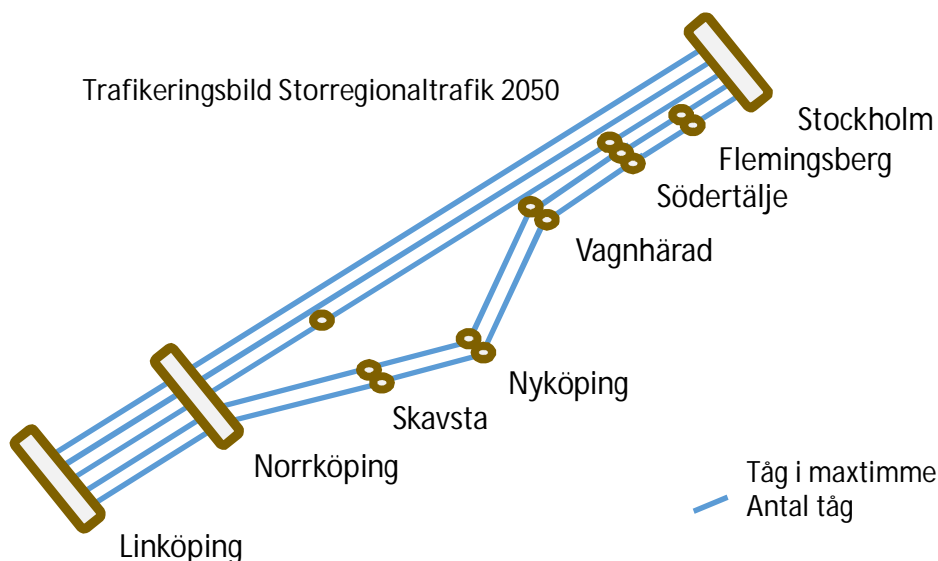 Trafikeringsbild Storregionaltrafik 2050
Stockholm
Flemingsberg
Södertälje
Vagnhärad
Nyköping
Skavsta
Norrköping
Linköping
Tåg i maxtimme
Antal tåg